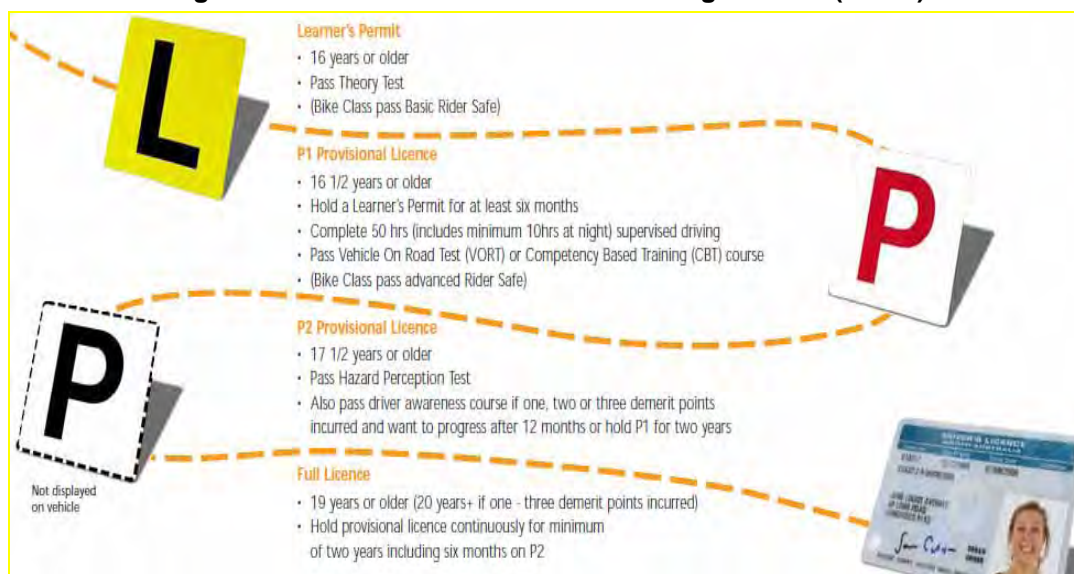 L
Learner's Permit
• 16 years or older
• Pass Theory Test
• (Bike Class pass Basic Rider Safe)
P1 Provisional Licence
• 16 1/2 years or older
• Hold a Learner's Permit for at least six months
• Complete 50 hrs (includes minimum 10hrs at night) supervised driving
• Pass Vehicle On Road Test (VORT) or Competency Based Training (CBT) course
• (Bike Class pass advanced Rider Safe)
P
P2 Provisional Licence
• 17 1/2 years or older
• Pass Hazard Perception Test
• Also pass driver awareness course if one, two or three demerit points
incurred and want to progress after 12 months or hold P1 for two years
P
Not displayed
on vehicle
Full Licence
• 19 years or older (20 years+ if one - three demerit points incurred)
• Hold provisional licence continuously for minimum
of two years including six months on P2
DRIVER'S LICENCE